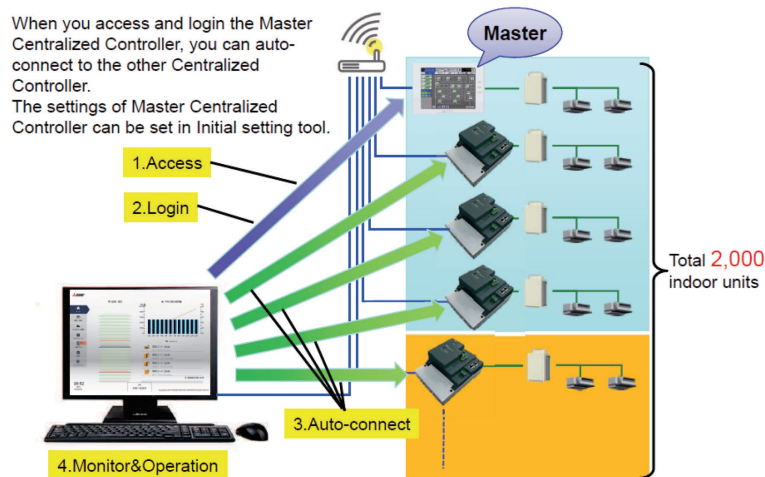 When you access and login the Master
Centralized Controller, you can auto-
connect to the other Centralized
Controller.
The settings of Master Centralized
Controller can be set in Initial setting tool.
Master
1.Access
2.Login
Total 2,000
indoor units
3.Auto-connect
4.Monitor&Operation